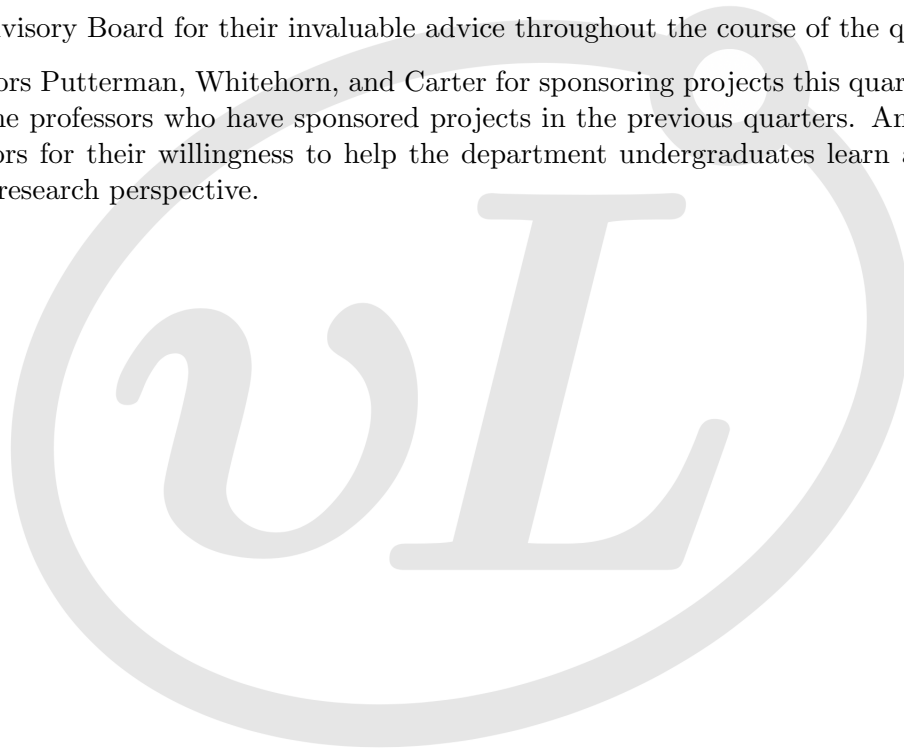 visory Board for their invaluable advice throughout the course of the q
ors Putterman, Whitehorn, and Carter for sponsoring projects this quar
he professors who have sponsored projects in the previous quarters. An
ors for their willingness to help the department undergraduates learn a
research perspective.
υL